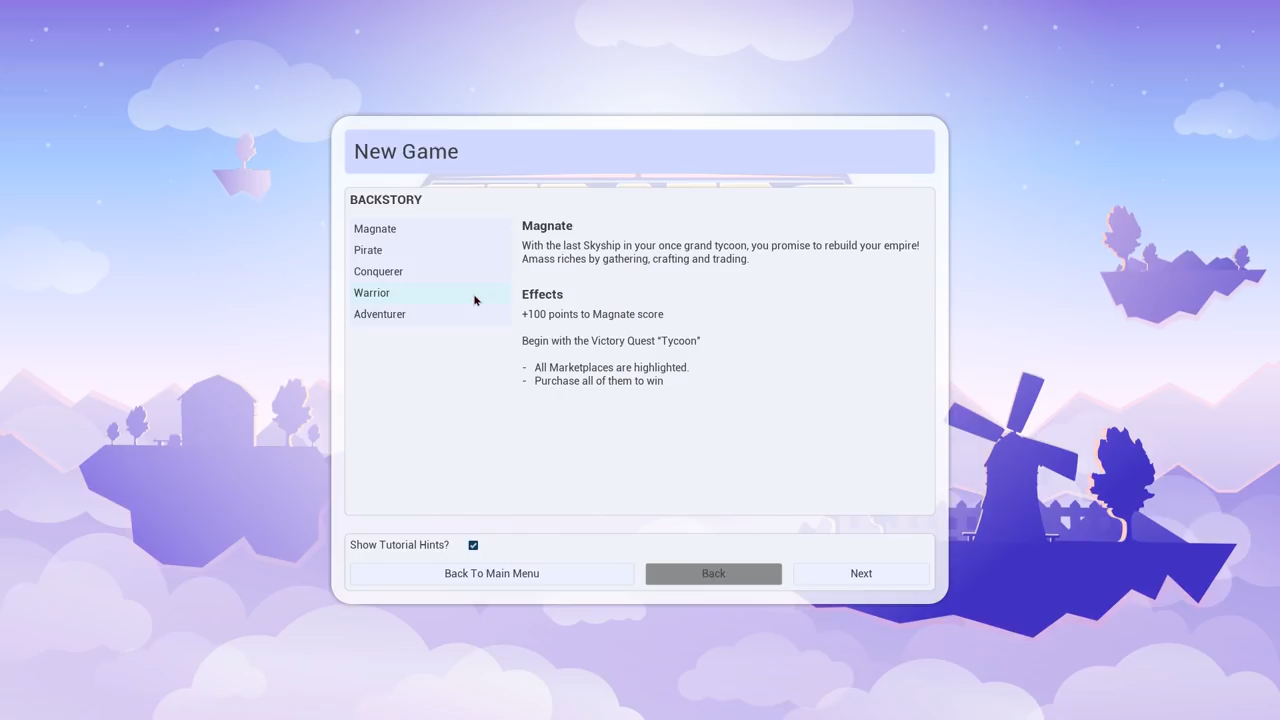 New Game
BACKSTORY
Magnate
Pirate
Conquerer
Warrior
Adventurer
Magnate
With the last Skyship in your once grand tycoon, you promise to rebuild your empire!
Amass riches by gathering, crafting and trading.
Effects
+100 points to Magnate score
Begin with the Victory Quest "Tycoon"
- All Marketplaces are highlighted.
- Purchase all of them to win
Show Tutorial Hints?
Back To Main Menu
Back
Next